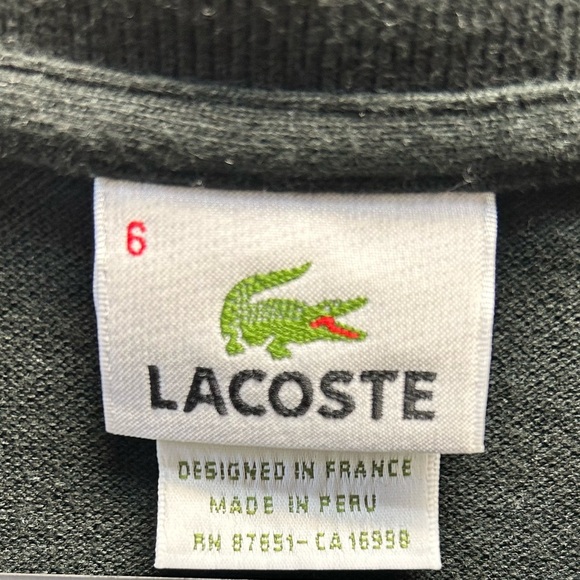 6
LACOSTE
DESIGNED IN FRANCE
MADE IN PERU
RN 87651-CA 16998